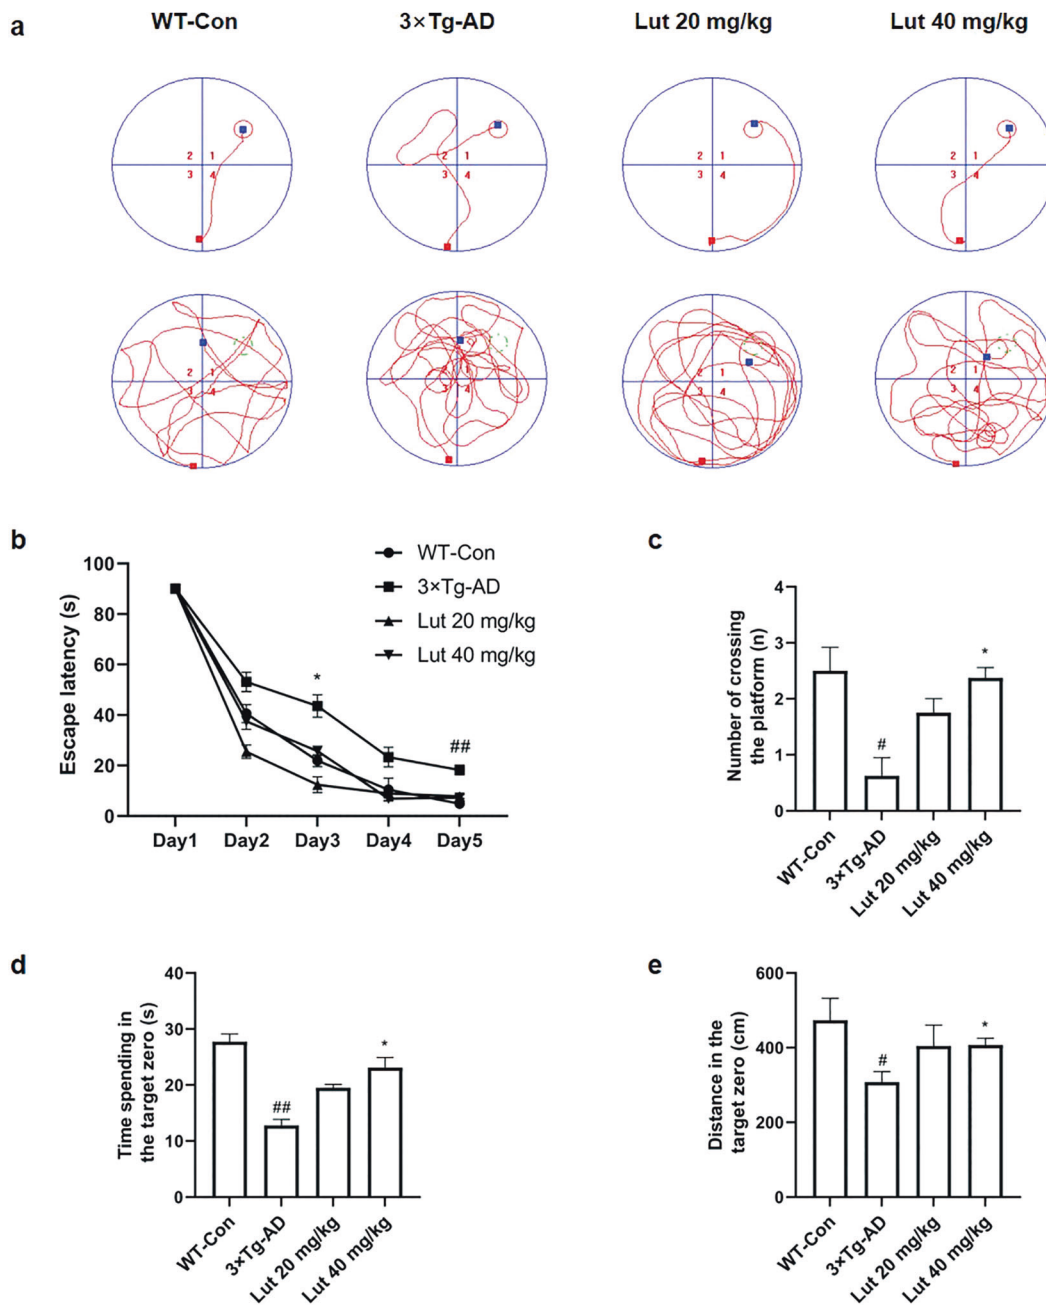 a
WT-Con 3×Tg-AD Lut 20 mg/kg Lut 40 mg/kg
2 1 2 1 2 1 2 1
3 4 3 4 3 4 3 4
2 1 2 1 2 1 2 1
3 4 3 4 3 4 3 4
b
Escape latency (s)
100
80
60
40
20
0
WT-Con
3×Tg-AD
Lut 20 mg/kg
Lut 40 mg/kg
*
##
Day1 Day2 Day3 Day4 Day5
c
Number of crossing
the platform (n)
4
3
2
1
0
#
*
WT-Con
3×Tg-AD
Lut 20 mg/kg
Lut 40 mg/kg
d
Time spending in
the target zero (s)
40
30
20
10
0
##
*
WT-Con
3×Tg-AD
Lut 20 mg/kg
Lut 40 mg/kg
e
Distance in the
target zero (cm)
600
400
200
0
#
*
WT-Con
3×Tg-AD
Lut 20 mg/kg
Lut 40 mg/kg